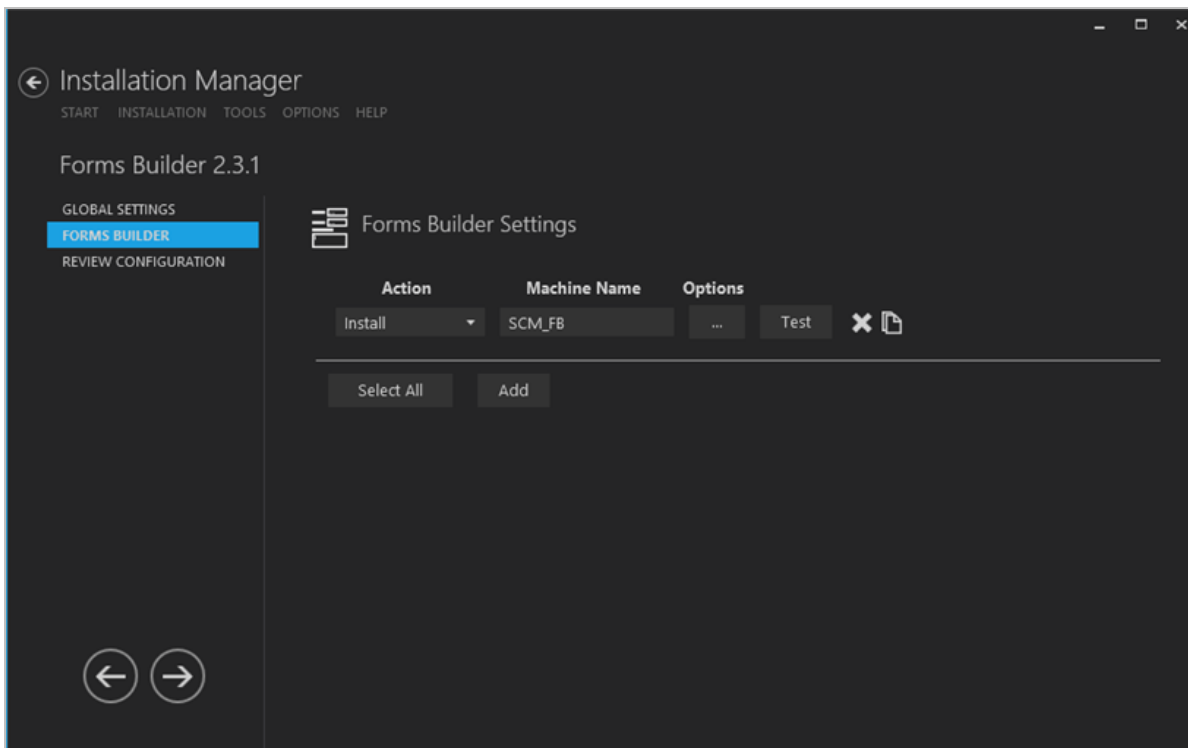 Installation Manager
START INSTALLATION TOOLS OPTIONS HELP
Forms Builder 2.3.1
GLOBAL SETTINGS
FORMS BUILDER
REVIEW CONFIGURATION
Forms Builder Settings
Action Machine Name Options
Install SCM_FB ... Test
Select All Add